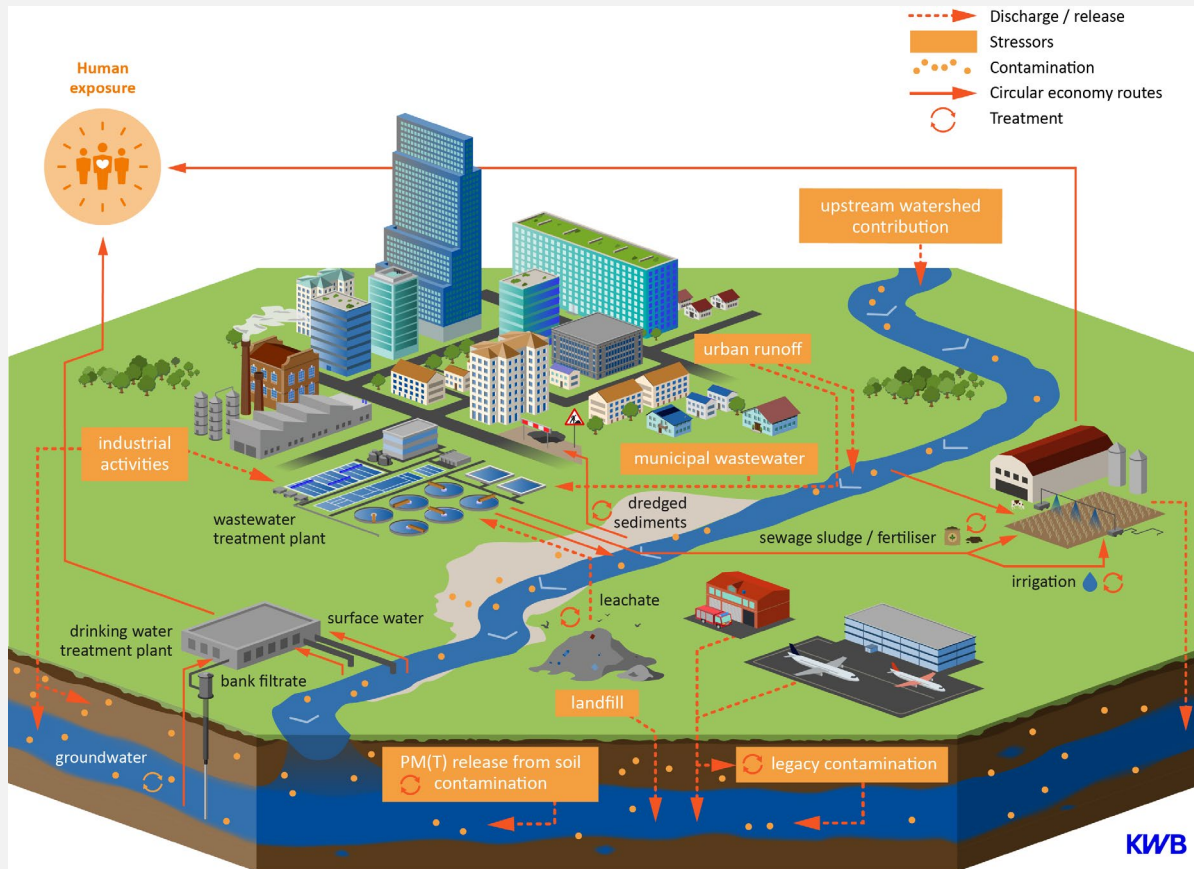 Discharge / release
Stressors
Contamination
Circular economy routes
Treatment
Human
exposure
upstream watershed
contribution
urban runoff
industrial
activities
municipal wastewater
wastewater
treatment plant
dredged
sediments
sewage sludge / fertiliser
irrigation
leachate
surface water
drinking water
treatment plant
bank filtrate
landfill
groundwater
PM(T) release from soil
contamination
legacy contamination
KWB